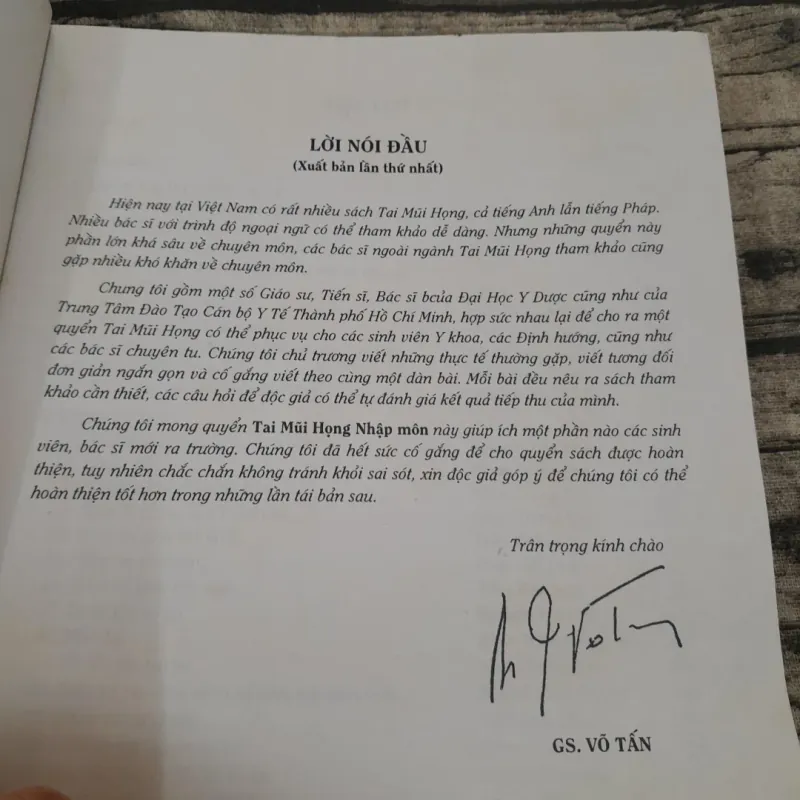 LỜI NÓI ĐẦU
(Xuất bản lần thứ nhất)
Hiện nay tại Việt Nam có rất nhiều sách Tai Mũi Họng, cả tiếng Anh lẫn tiếng Pháp.
Nhiều bác sĩ với trình độ ngoại ngữ có thể tham khảo dễ dàng. Nhưng những quyển này
phần lớn khá sâu về chuyên môn, các bác sĩ ngoài ngành Tai Mũi Họng tham khảo cũng
gặp nhiều khó khăn về chuyên môn.
Chung tôi gồm một số Giáo sư, Tiến sĩ, Bác sĩ bcủa Đại Học Y Dược cũng như của
Trung Tâm Đào Tạo Cán bộ Y Tế Thành phố Hồ Chí Minh, hợp sức nhau lại để cho ra một
quyển Tai Mũi Họng có thể phục vụ cho các sinh viên Y khoa, các Định hướng, cũng như
các bác sĩ chuyên tu. Chúng tôi chủ trương viết những thực tế thường gặp, viết tương đối
đơn giản ngắn gọn và cố gắng viết theo cùng một dàn bài. Mỗi bài đều nêu ra sách tham
khảo cần thiết, các câu hỏi để độc giả có thể tự đánh giá kết quả tiếp thu của mình.
Chúng tôi mong quyển Tai Mũi Họng Nhập môn này giúp ích một phần nào các sinh
viên, bác sĩ mới ra trường. Chúng tôi đã hết sức cố gắng để cho quyển sách được hoàn
thiện, tuy nhiên chắc chắn không tránh khỏi sai sót, xin độc giả góp ý để chúng tôi có thể
hoàn thiện tốt hơn trong những lần tái bản sau.
Trân trọng kính chào
GS. VÕ TẤN